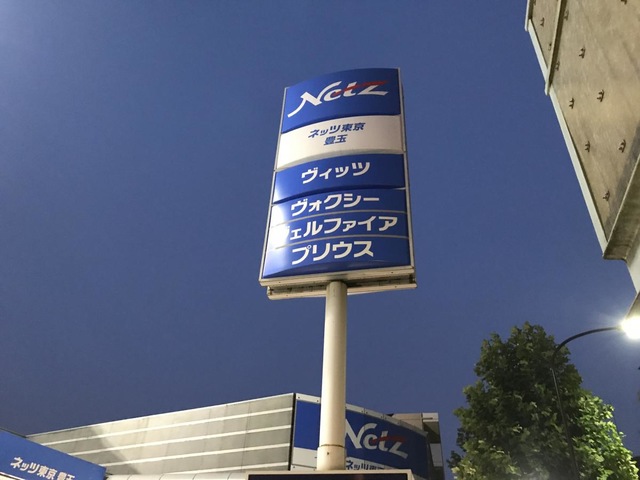 Netz
ネッツ東京
豊玉
ヴィッツ
ヴォクシー
ヴェルファイア
プリウス
Netz
ネッツ東京 豊玉